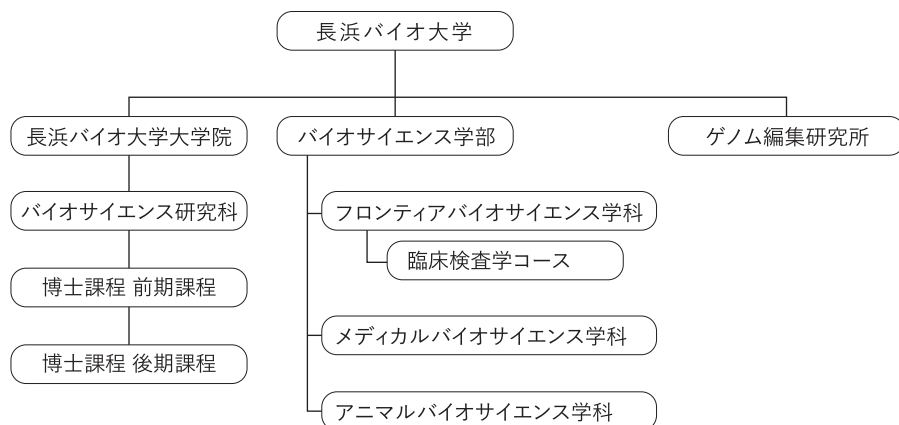 長浜バイオ大学
長浜バイオ大学大学院
バイオサイエンス学部
ゲノム編集研究所
バイオサイエンス研究科
フロンティアバイオサイエンス学科
臨床検査学コース
博士課程 前期課程
メディカルバイオサイエンス学科
博士課程 後期課程
アニマルバイオサイエンス学科